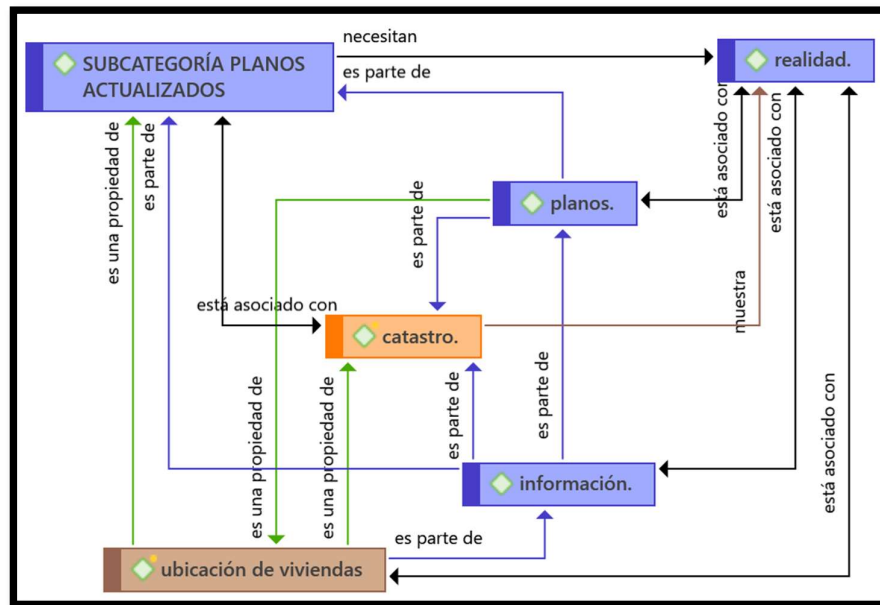 necesitan
SUBCATEGORÍA PLANOS
ACTUALIZADOS
realidad.
es parte de
es una propiedad de
es parte de
está asociado con
está asociado con
planos.
es parte de
está asociado con
catastro.
muestra
es una propiedad de
es una propiedad de
es parte de
es parte de
está asociado con
información.
es parte de
ubicación de viviendas